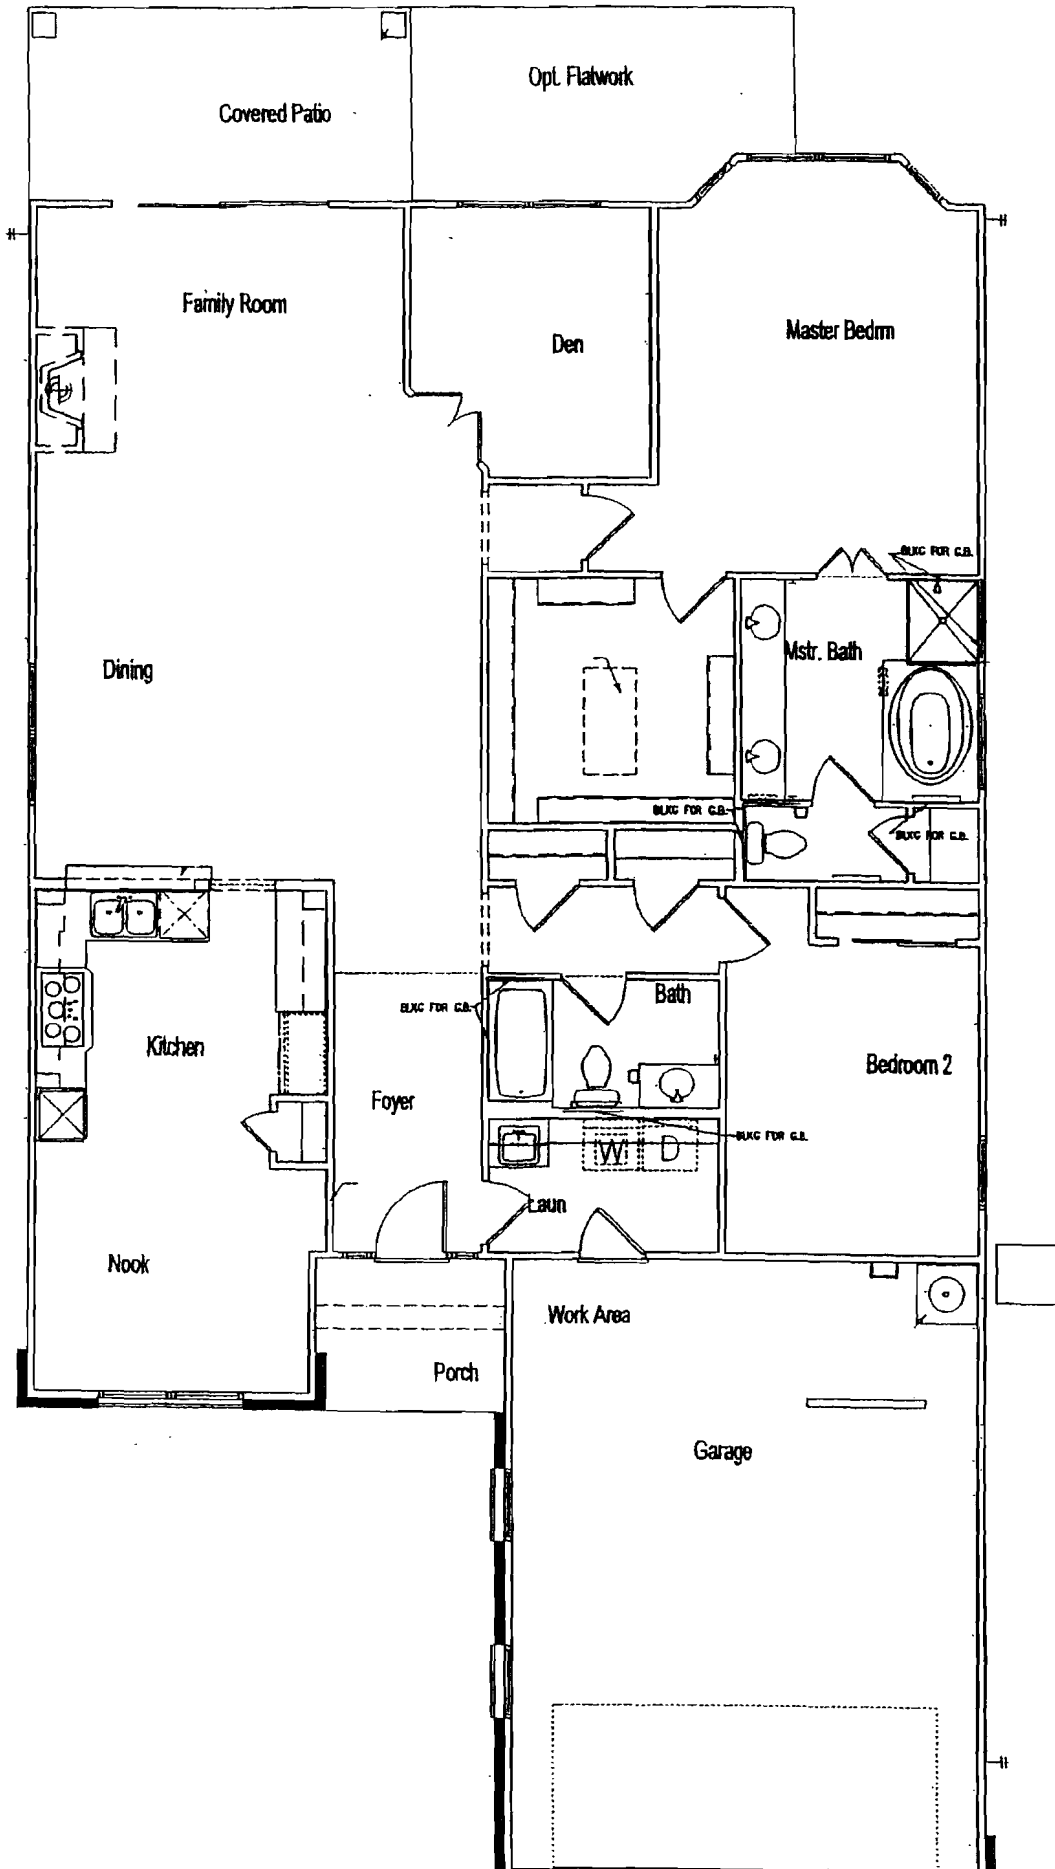 Opt. Flatwork
Covered Patio
Family Room
Den
Master Bedrm
BLKG FOR G.B.
Mstr. Bath
Dining
BLKG FOR G.B.
BLKG FOR G.B.
Bath
BLKG FOR G.B.
Kitchen
Bedroom 2
Foyer
BLKG FOR G.B.
W
D
Laun
Nook
Work Area
Porch
Garage